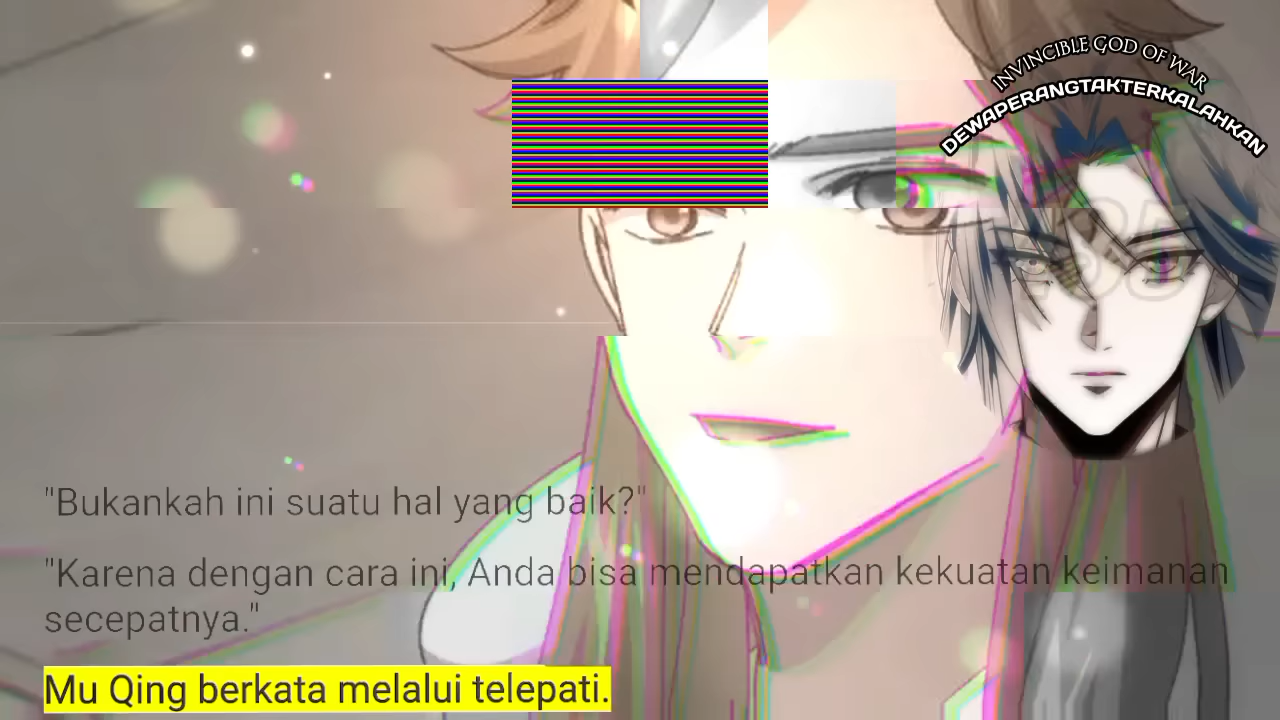 INVINCIBLE GOD OF WAR
DEWAPERANGTAKTERKALAHKAN
"Bukankah ini suatu hal yang baik?"
"Karena dengan cara ini, Anda bisa mendapatkan kekuatan keimanan
secepatnya."
Mu Qing berkata melalui telepati.